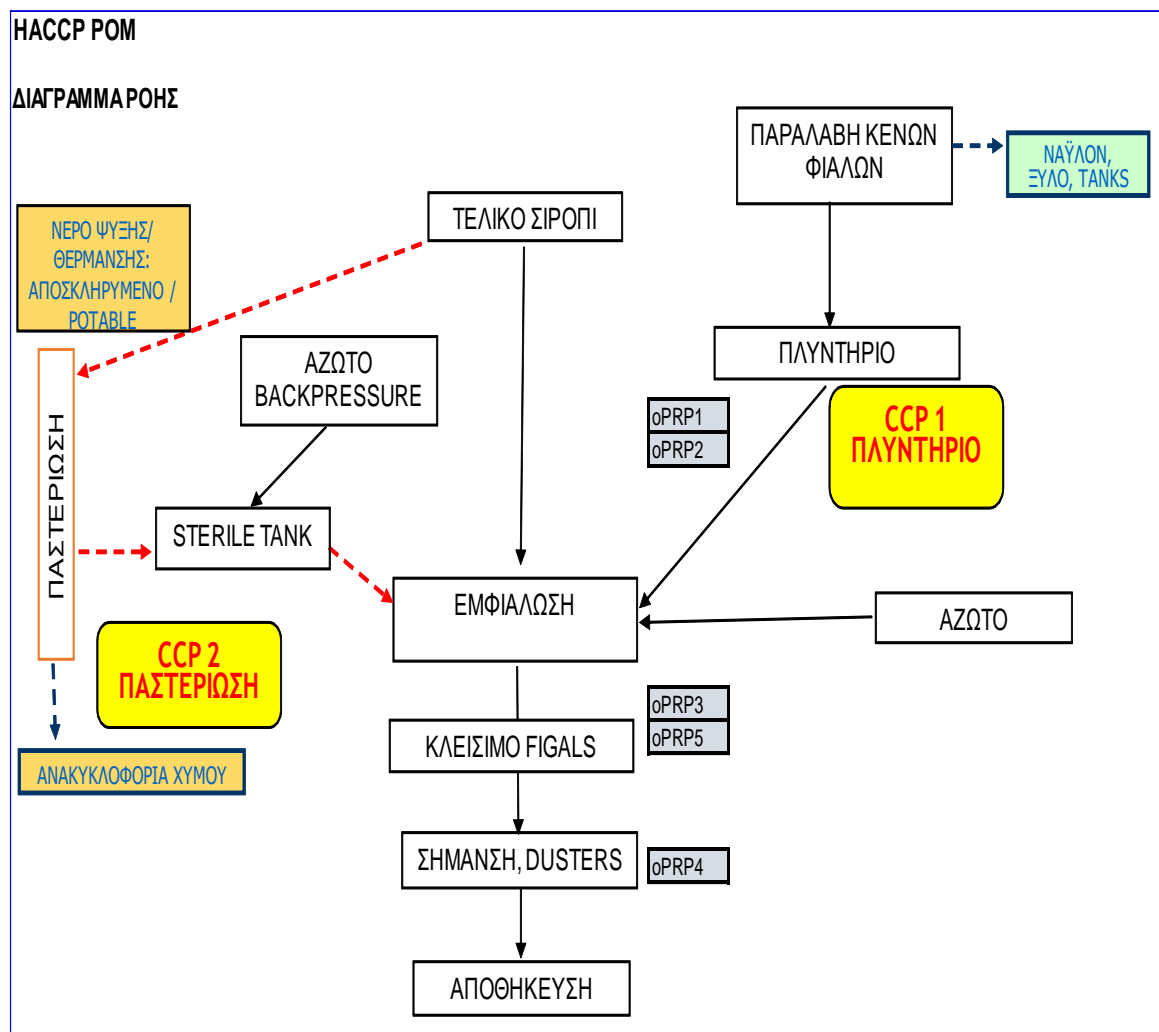 HACCP POM
ΔΙΑΓΡΑΜΜΑ ΡΟΗΣ
ΠΑΡΑΛΑΒΗ ΚΕΝΩΝ
ΦΙΑΛΩΝ
ΝΑΫΛΟΝ,
ΞΥΛΟ, TANKS
ΤΕΛΙΚΟ ΣΙΡΟΠΙ
ΝΕΡΟ ΨΥΞΗΣ/
ΘΕΡΜΑΝΣΗΣ:
ΑΠΟΣΚΛΗΡΥΜΕΝΟ /
POTABLE
ΑΖΩΤΟ
BACKPRESSURE
ΠΛΥΝΤΗΡΙΟ
oPRP1
oPRP2
CCP 1
ΠΛΥΝΤΗΡΙΟ
ΠΑΣΤΕΡΙΩΣΗ
STERILE TANK
ΕΜΦΙΑΛΩΣΗ
ΑΖΩΤΟ
CCP 2
ΠΑΣΤΕΡΙΩΣΗ
oPRP3
oPRP5
ΚΛΕΙΣΙΜΟ FIGALS
ΑΝΑΚΥΚΛΟΦΟΡΙΑ ΧΥΜΟΥ
ΣΗΜΑΝΣΗ, DUSTERS
oPRP4
ΑΠΟΘΗΚΕΥΣΗ